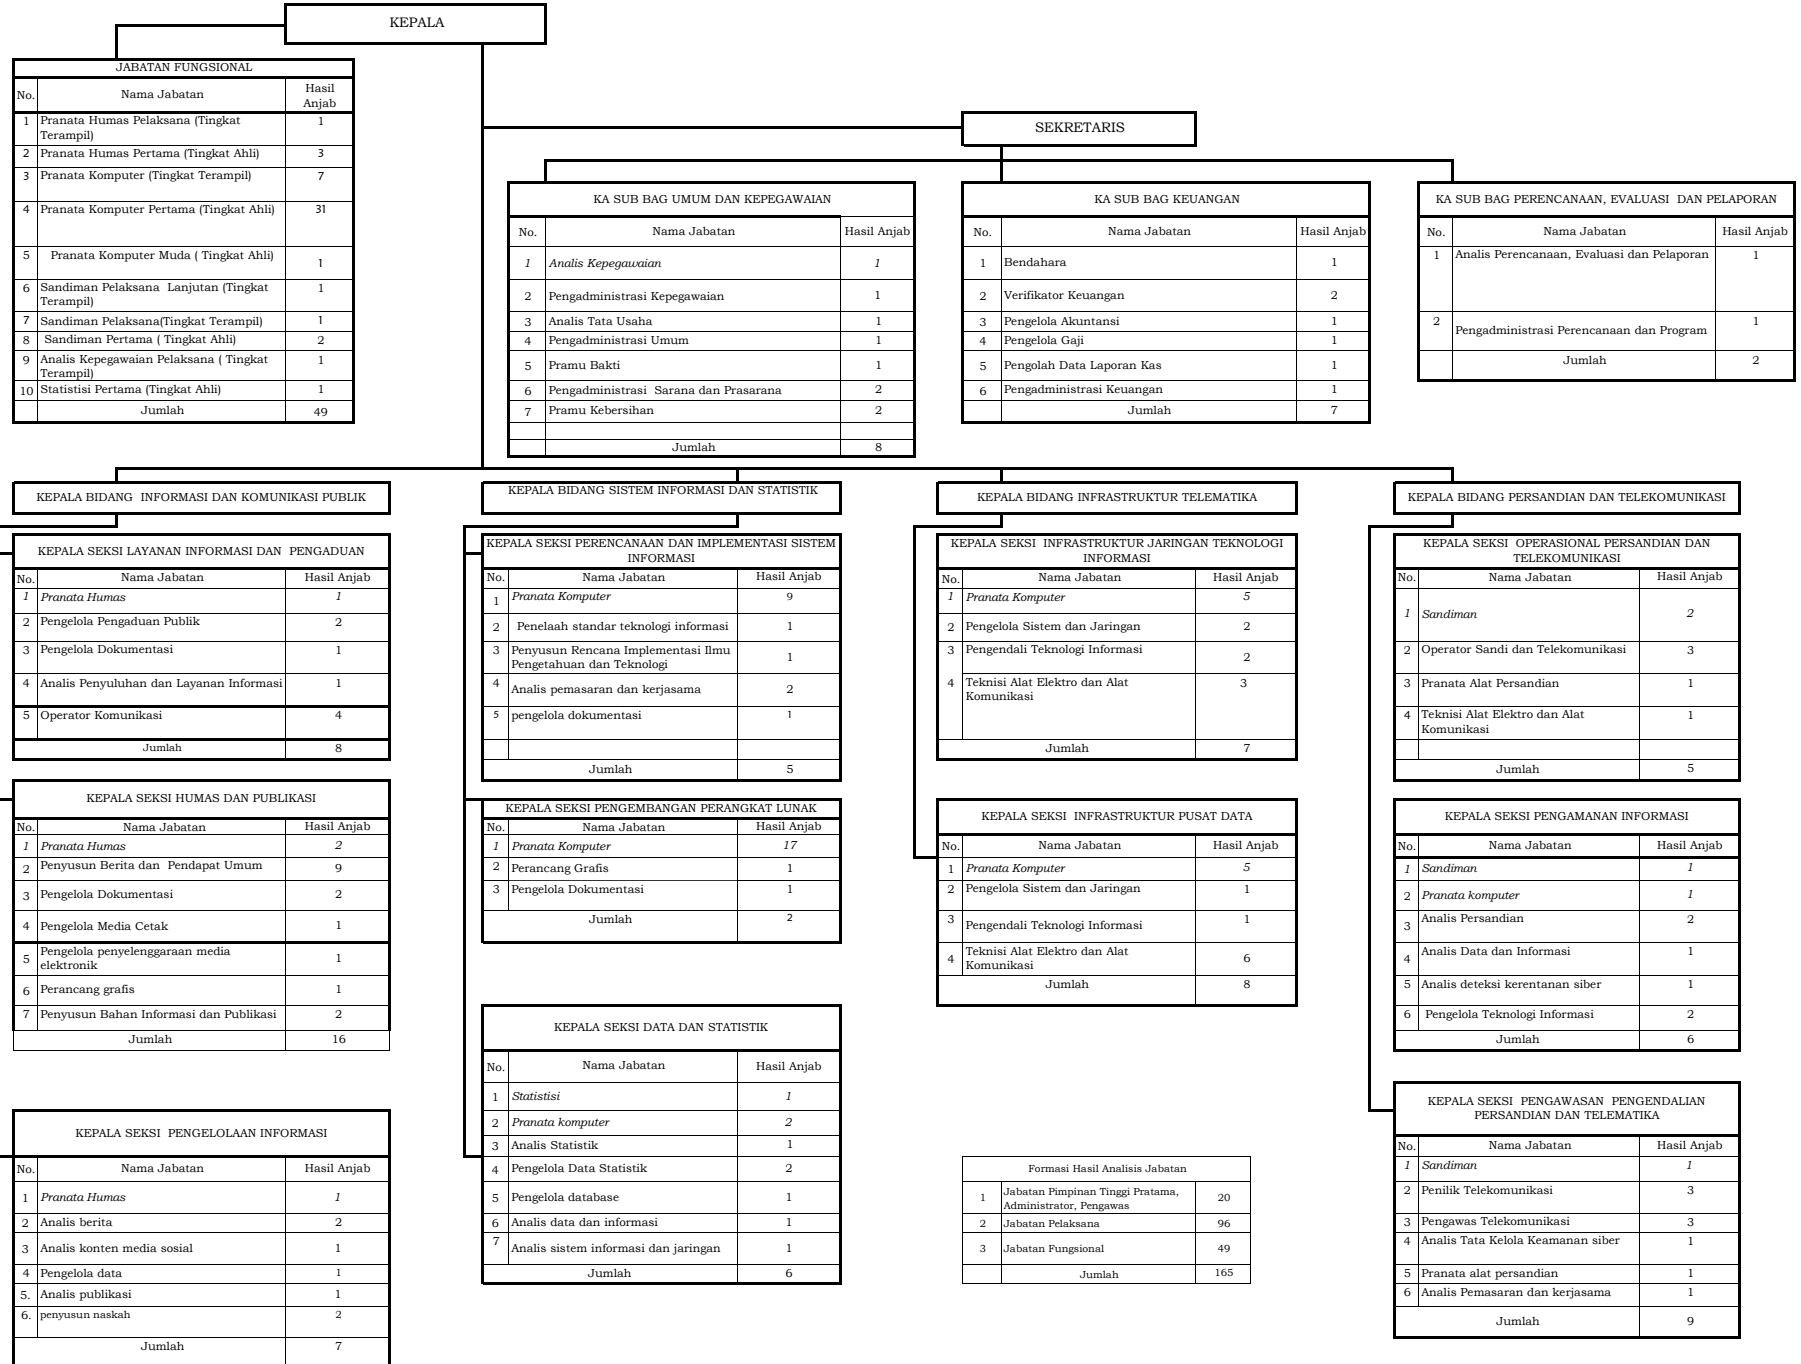 KEPALA
JABATAN FUNGSIONAL
No. Nama Jabatan Hasil
Anjab
1 Pranata Humas Pelaksana (Tingkat 1
Terampil)
2 Pranata Humas Pertama (Tingkat Ahli) 3
3 Pranata Komputer (Tingkat Terampil) 7
4 Pranata Komputer Pertama (Tingkat Ahli) 31
5 Pranata Komputer Muda ( Tingkat Ahli) 1
6 Sandiman Pelaksana Lanjutan (Tingkat 1
Terampil)
7 Sandiman Pelaksana(Tingkat Terampil) 1
8 Sandiman Pertama ( Tingkat Ahli) 2
9 Analis Kepegawaian Pelaksana ( Tingkat 1
Terampil)
10 Statistisi Pertama (Tingkat Ahli) 1
Jumlah 49
SEKRETARIS
KA SUB BAG UMUM DAN KEPEGAWAIAN
No. Nama Jabatan Hasil Anjab
1 Analis Kepegawaian 1
2 Pengadministrasi Kepegawaian 1
3 Analis Tata Usaha 1
4 Pengadministrasi Umum 1
5 Pramu Bakti 1
6 Pengadministrasi Sarana dan Prasarana 2
7 Pramu Kebersihan 2
Jumlah 8
KA SUB BAG KEUANGAN
No. Nama Jabatan Hasil Anjab
1 Bendahara 1
2 Verifikator Keuangan 2
3 Pengelola Akuntansi 1
4 Pengelola Gaji 1
5 Pengolah Data Laporan Kas 1
6 Pengadministrasi Keuangan 1
Jumlah 7
KA SUB BAG PERENCANAAN, EVALUASI DAN PELAPORAN
No. Nama Jabatan Hasil Anjab
1 Analis Perencanaan, Evaluasi dan Pelaporan 1
2 Pengadministrasi Perencanaan dan Program 1
Jumlah 2
KEPALA BIDANG INFORMASI DAN KOMUNIKASI PUBLIK
KEPALA SEKSI LAYANAN INFORMASI DAN PENGADUAN
No. Nama Jabatan Hasil Anjab
1 Pranata Humas 1
2 Pengelola Pengaduan Publik 2
3 Pengelola Dokumentasi 1
4 Analis Penyuluhan dan Layanan Informasi 1
5 Operator Komunikasi 4
Jumlah 8
KEPALA SEKSI HUMAS DAN PUBLIKASI
No. Nama Jabatan Hasil Anjab
1 Pranata Humas 2
2 Penyusun Berita dan Pendapat Umum 9
3 Pengelola Dokumentasi 2
4 Pengelola Media Cetak 1
5 Pengelola penyelenggaraan media 1
elektronik
6 Perancang grafis 1
7 Penyusun Bahan Informasi dan Publikasi 2
Jumlah 16
KEPALA SEKSI PENGELOLAAN INFORMASI
No. Nama Jabatan Hasil Anjab
1 Pranata Humas 1
2 Analis berita 2
3 Analis konten media sosial 1
4 Pengelola data 1
5. Analis publikasi 1
6. penyusun naskah 2
Jumlah 7
KEPALA BIDANG SISTEM INFORMASI DAN STATISTIK
KEPALA SEKSI PERENCANAAN DAN IMPLEMENTASI SISTEM
INFORMASI
No. Nama Jabatan Hasil Anjab
1 Pranata Komputer 9
2 Penelaah standar teknologi informasi 1
3 Penyusun Rencana Implementasi Ilmu 1
Pengetahuan dan Teknologi
4 Analis pemasaran dan kerjasama 2
5 pengelola dokumentasi 1
Jumlah 5
KEPALA SEKSI PENGEMBANGAN PERANGKAT LUNAK
No. Nama Jabatan Hasil Anjab
1 Pranata Komputer 17
2 Perancang Grafis 1
3 Pengelola Dokumentasi 1
Jumlah 2
KEPALA SEKSI DATA DAN STATISTIK
No. Nama Jabatan Hasil Anjab
1 Statistisi 1
2 Pranata komputer 2
3 Analis Statistik 1
4 Pengelola Data Statistik 2
5 Pengelola database 1
6 Analis data dan informasi 1
7 Analis sistem informasi dan jaringan 1
Jumlah 6
KEPALA BIDANG INFRASTRUKTUR TELEMATIKA
KEPALA SEKSI INFRASTRUKTUR JARINGAN TEKNOLOGI
INFORMASI
No. Nama Jabatan Hasil Anjab
1 Pranata Komputer 5
2 Pengelola Sistem dan Jaringan 2
3 Pengendali Teknologi Informasi 2
4 Teknisi Alat Elektro dan Alat 3
Komunikasi
Jumlah 7
KEPALA SEKSI INFRASTRUKTUR PUSAT DATA
No. Nama Jabatan Hasil Anjab
1 Pranata Komputer 5
2 Pengelola Sistem dan Jaringan 1
3 Pengendali Teknologi Informasi 1
4 Teknisi Alat Elektro dan Alat 6
Komunikasi
Jumlah 8
Formasi Hasil Analisis Jabatan
1 Jabatan Pimpinan Tinggi Pratama, 20
Administrator, Pengawas
2 Jabatan Pelaksana 96
3 Jabatan Fungsional 49
Jumlah 165
KEPALA BIDANG PERSANDIAN DAN TELEKOMUNIKASI
KEPALA SEKSI OPERASIONAL PERSANDIAN DAN
TELEKOMUNIKASI
No. Nama Jabatan Hasil Anjab
1 Sandiman 2
2 Operator Sandi dan Telekomunikasi 3
3 Pranata Alat Persandian 1
4 Teknisi Alat Elektro dan Alat 1
Komunikasi
Jumlah 5
KEPALA SEKSI PENGAMANAN INFORMASI
No. Nama Jabatan Hasil Anjab
1 Sandiman 1
2 Pranata komputer 1
3 Analis Persandian 2
4 Analis Data dan Informasi 1
5 Analis deteksi kerentanan siber 1
6 Pengelola Teknologi Informasi 2
Jumlah 6
KEPALA SEKSI PENGAWASAN PENGENDALIAN
PERSANDIAN DAN TELEMATIKA
No. Nama Jabatan Hasil Anjab
1 Sandiman 1
2 Penilik Telekomunikasi 3
3 Pengawas Telekomunikasi 3
4 Analis Tata Kelola Keamanan siber 1
5 Pranata alat persandian 1
6 Analis Pemasaran dan kerjasama 1
Jumlah 9